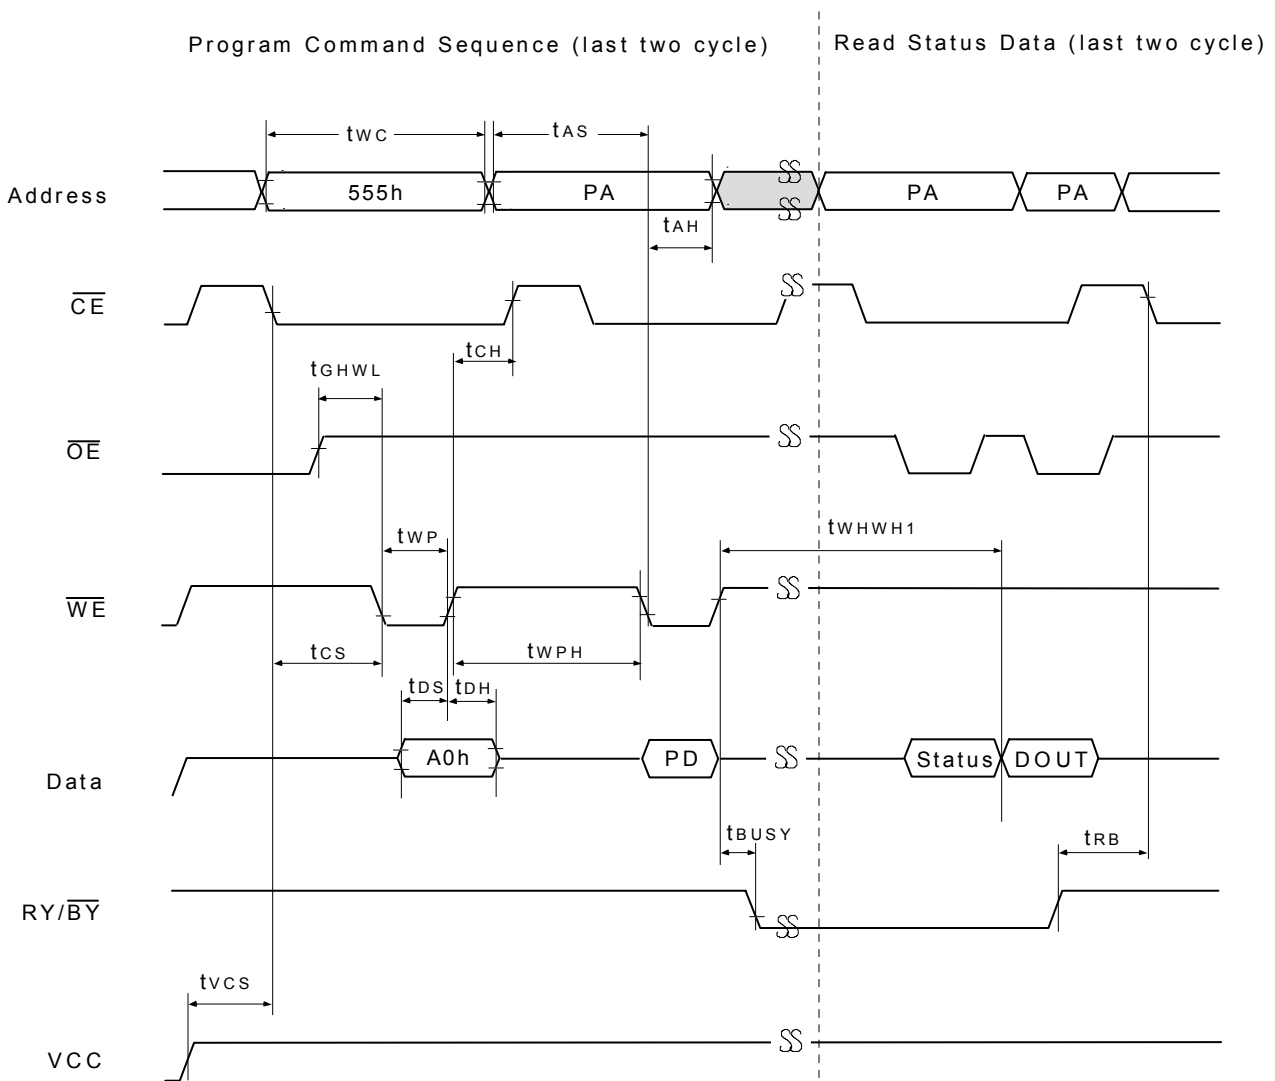 Program Command Sequence (last two cycle)
Read Status Data (last two cycle)
tWC
tAS
Address
555h
PA
PA
PA
tAH
CE
tCH
tGHWL
OE
tWHWH1
tWP
WE
tCS
tWPH
tDS
tDH
Data
A0h
PD
Status
DOUT
tBUSY
tRB
RY/BY
tVCS
VCC